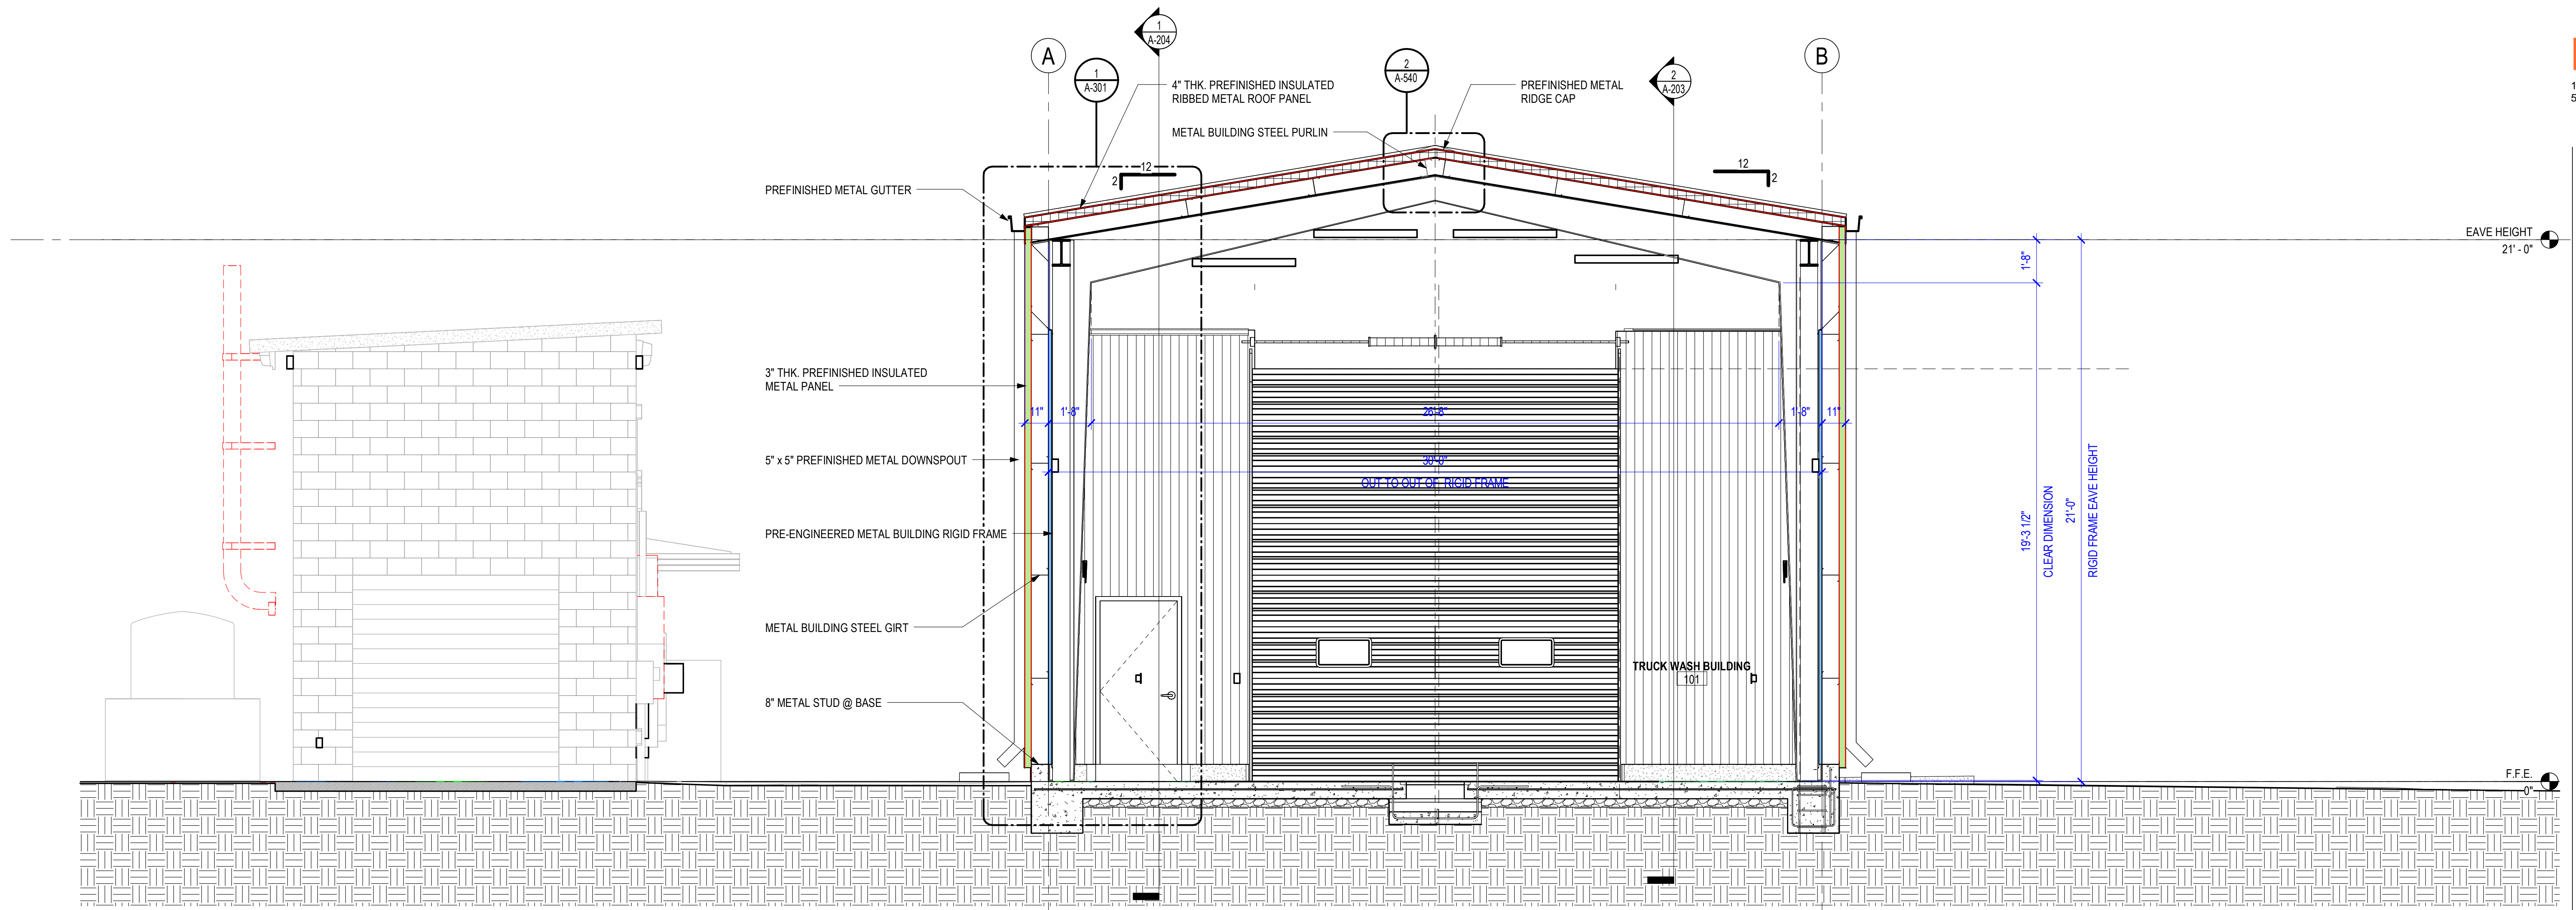 1
A-204
A
1
A-301
2
A-540
2
A-203
B
4" THK. PREFINISHED INSULATED
RIBBED METAL ROOF PANEL
PREFINISHED METAL
RIDGE CAP
METAL BUILDING STEEL PURLIN
12
2
12
2
PREFINISHED METAL GUTTER
EAVE HEIGHT
21' - 0"
1'-8"
3" THK. PREFINISHED INSULATED
METAL PANEL
11"
1'-8"
26'-8"
1'-8"
11"
5" x 5" PREFINISHED METAL DOWNSPOUT
30'-0"
OUT TO OUT OF RIGID FRAME
19'-3 1/2"
CLEAR DIMENSION
21'-0"
RIGID FRAME EAVE HEIGHT
PRE-ENGINEERED METAL BUILDING RIGID FRAME
METAL BUILDING STEEL GIRT
TRUCK WASH BUILDING
101
8" METAL STUD @ BASE
F.F.E.
0"